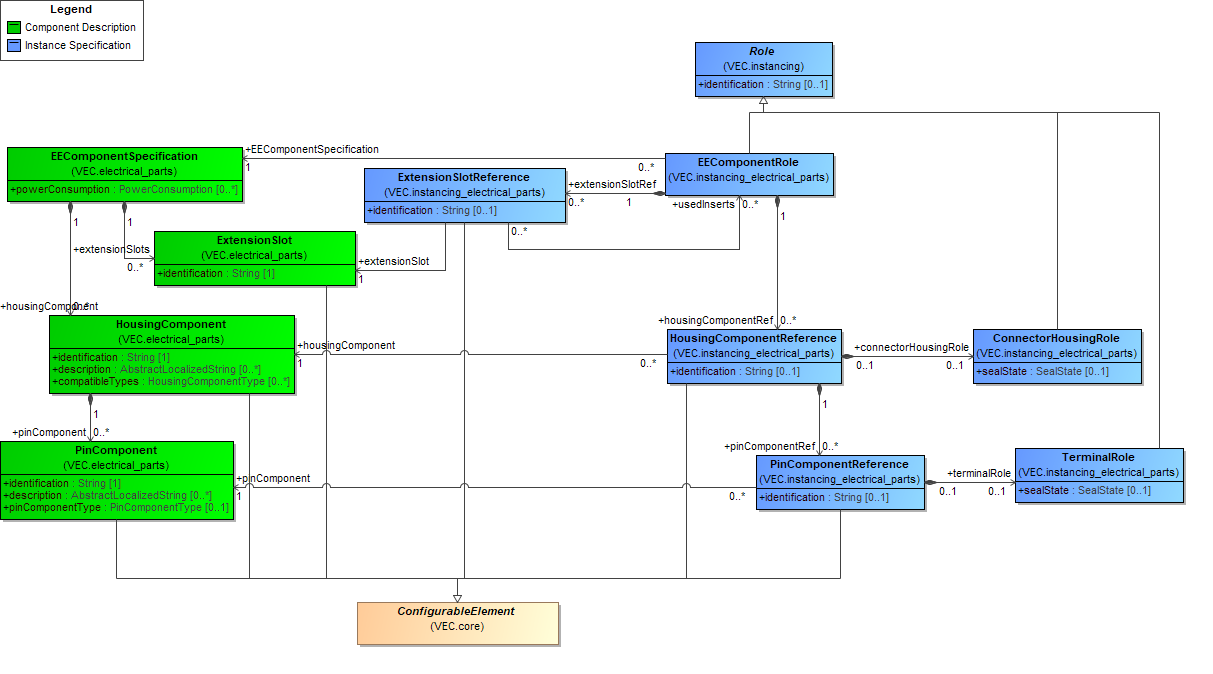 Legend
Component Description
Instance Specification
Role
(VEC.instancing)
+identification : String [0..1]
+EEComponentSpecification
1
0..*
EEComponentSpecification
(VEC.electrical_parts)
+powerConsumption : PowerConsumption [0..*]
EEComponentRole
(VEC.instancing_electrical_parts)
ExtensionSlotReference
(VEC.instancing_electrical_parts)
+identification : String [0..1]
+extensionSlotRef
0..*
1
+usedInserts
0..*
0..*
1
1
1
+extensionSlots
0..*
ExtensionSlot
(VEC.electrical_parts)
+identification : String [1]
+extensionSlot
1
+housingComponent
0..*
HousingComponent
(VEC.electrical_parts)
+identification : String [1]
+description : AbstractLocalizedString [0..*]
+compatibleTypes : HousingComponentType [0..*]
+housingComponent
1
0..*
+housingComponentRef
0..*
HousingComponentReference
(VEC.instancing_electrical_parts)
+identification : String [0..1]
+connectorHousingRole
0..1
0..1
ConnectorHousingRole
(VEC.instancing_electrical_parts)
+sealState : SealState [0..1]
1
1
+pinComponent
0..*
PinComponent
(VEC.electrical_parts)
+identification : String [1]
+description : AbstractLocalizedString [0..*]
+pinComponentType : PinComponentType [0..1]
+pinComponent
1
0..*
+pinComponentRef
0..*
PinComponentReference
(VEC.instancing_electrical_parts)
+identification : String [0..1]
+terminalRole
0..1
0..1
TerminalRole
(VEC.instancing_electrical_parts)
+sealState : SealState [0..1]
ConfigurableElement
(VEC.core)